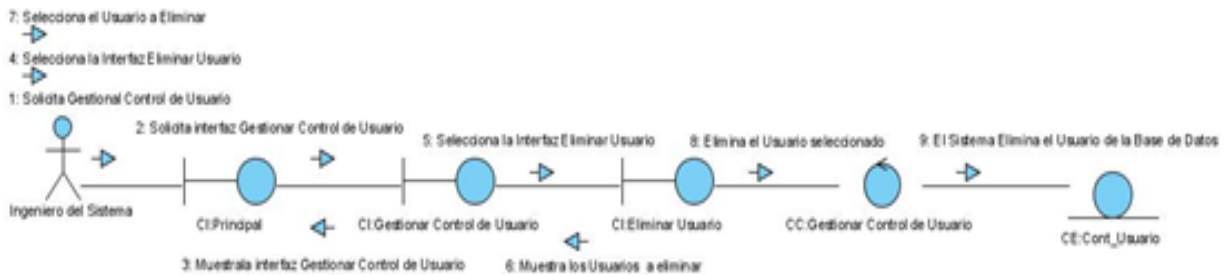 7: Selecciona el Usuario a Eliminar
4: Selecciona la Interfaz Eliminar Usuario
1: Solicita Gestional Control de Usuario
2: Solicita interfaz Gestionar Control de Usuario
5: Selecciona la Interfaz Eliminar Usuario
8: Elimina el Usuario seleccionado
9: El Sistema Elimina el Usuario de la Base de Datos
Ingeniero del Sistema
CI:Principal
CI:Gestionar Control de Usuario
CI:Eliminar Usuario
CC:Gestionar Control de Usuario
CE:Cont_Usuario
3: Muestrala interfaz Gestionar Control de Usuario
6: Muestra los Usuarios a eliminar